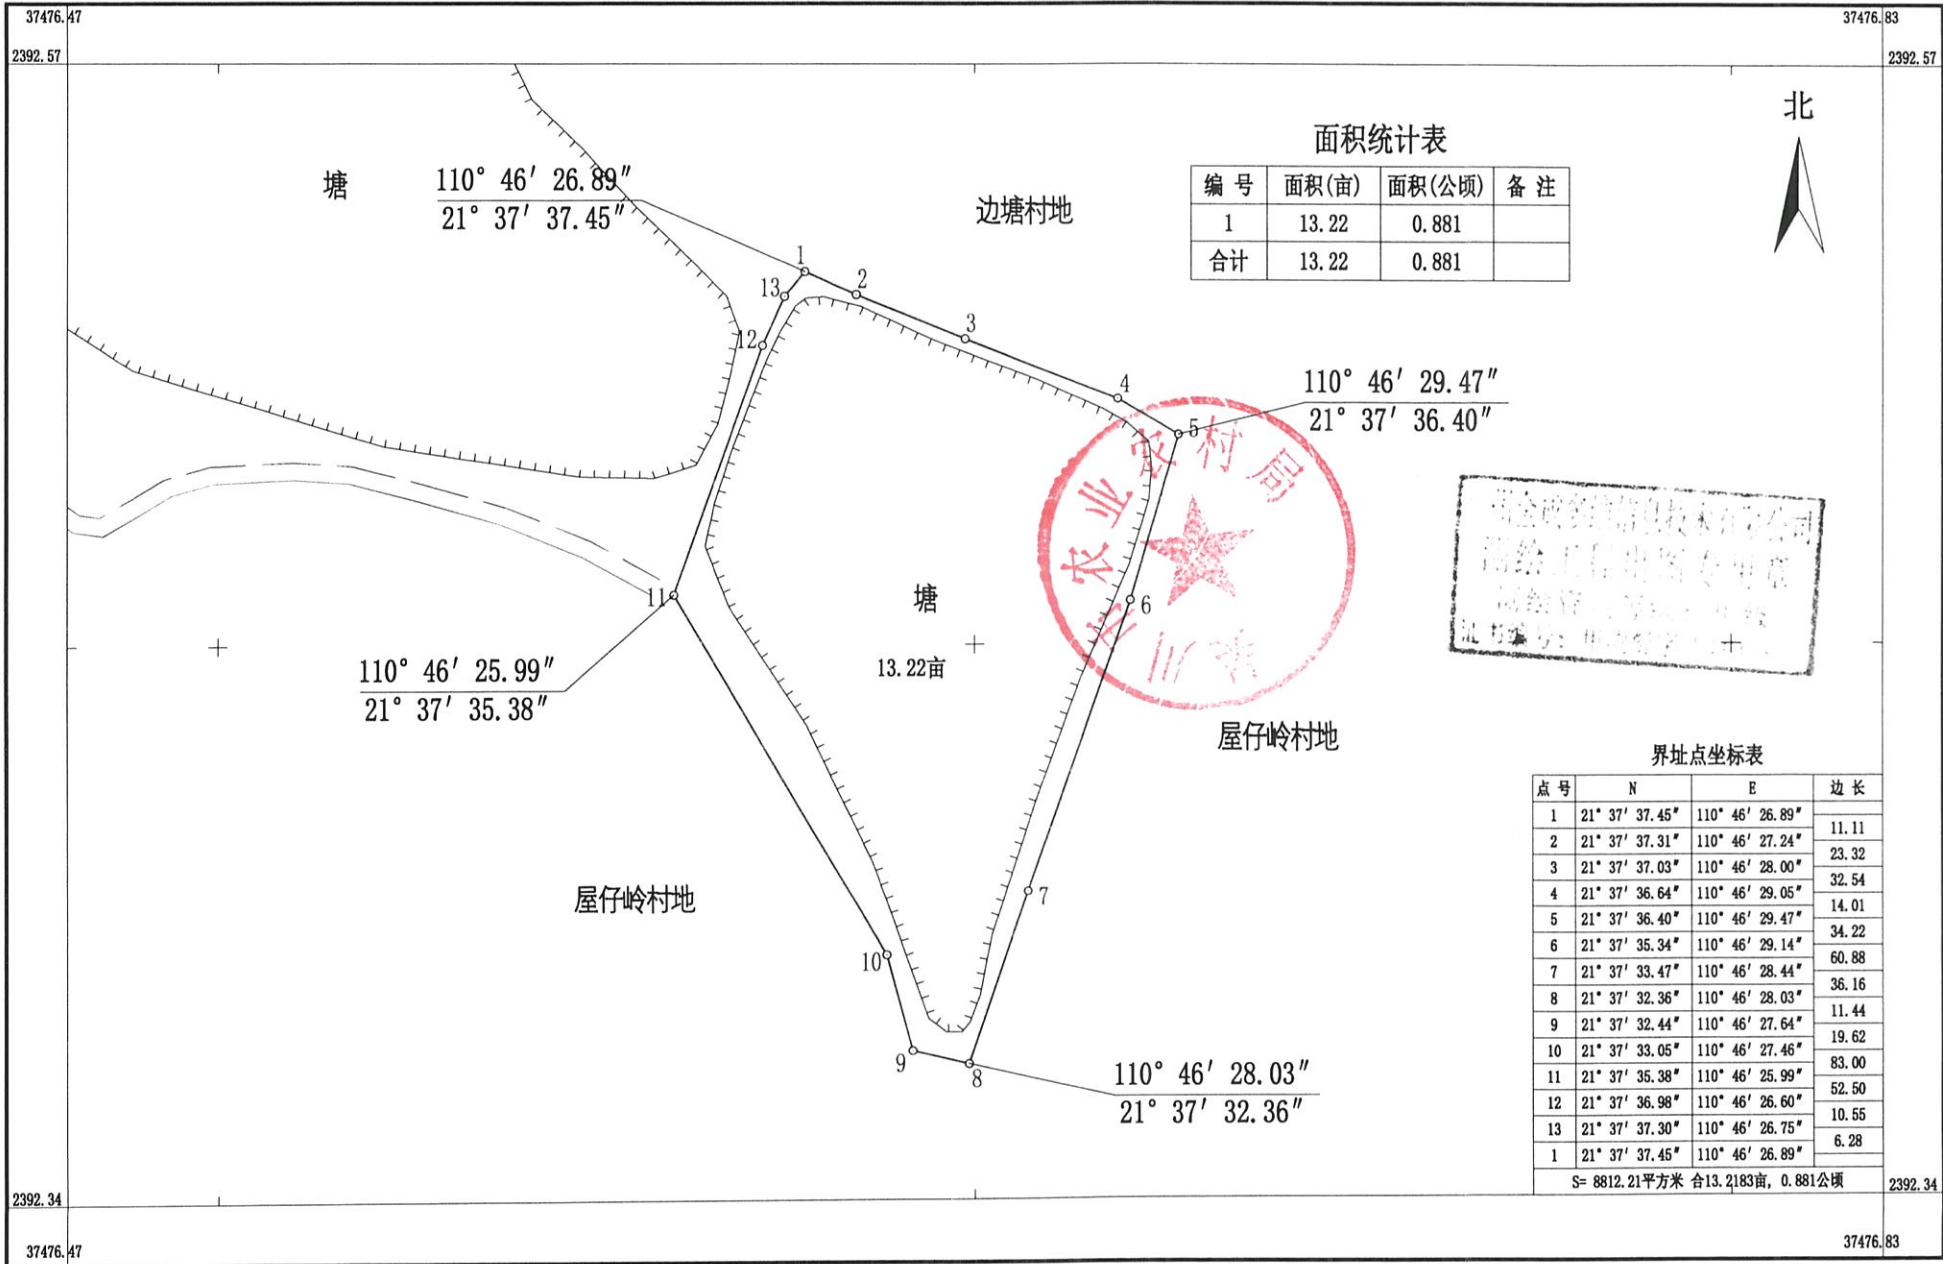 37476.47
37476.83
2392.57
2392.57
北
面积统计表
编 号 面积(亩) 面积(公顷) 备 注
1 13.22 0.881
合计 13.22 0.881
塘
110° 46′ 26.89″
21° 37′ 37.45″
边塘村地
1
2
13
3
12
4
110° 46′ 29.47″
21° 37′ 36.40″
5
农业农村局
11
塘
6
13.22亩
110° 46′ 25.99″
21° 37′ 35.38″
屋仔岭村地
屋仔岭村地
7
10
9
8
110° 46′ 28.03″
21° 37′ 32.36″
界址点坐标表
点 号 N E 边 长
1 21° 37′ 37.45″ 110° 46′ 26.89″
11.11
2 21° 37′ 37.31″ 110° 46′ 27.24″
23.32
3 21° 37′ 37.03″ 110° 46′ 28.00″
32.54
4 21° 37′ 36.64″ 110° 46′ 29.05″
14.01
5 21° 37′ 36.40″ 110° 46′ 29.47″
34.22
6 21° 37′ 35.34″ 110° 46′ 29.14″
60.88
7 21° 37′ 33.47″ 110° 46′ 28.44″
36.16
8 21° 37′ 32.36″ 110° 46′ 28.03″
11.44
9 21° 37′ 32.44″ 110° 46′ 27.64″
19.62
10 21° 37′ 33.05″ 110° 46′ 27.46″
83.00
11 21° 37′ 35.38″ 110° 46′ 25.99″
52.50
12 21° 37′ 36.98″ 110° 46′ 26.60″
10.55
13 21° 37′ 37.30″ 110° 46′ 26.75″
6.28
1 21° 37′ 37.45″ 110° 46′ 26.89″
S= 8812.21平方米 合13.2183亩, 0.881公顷
2392.34
2392.34
37476.47
37476.83